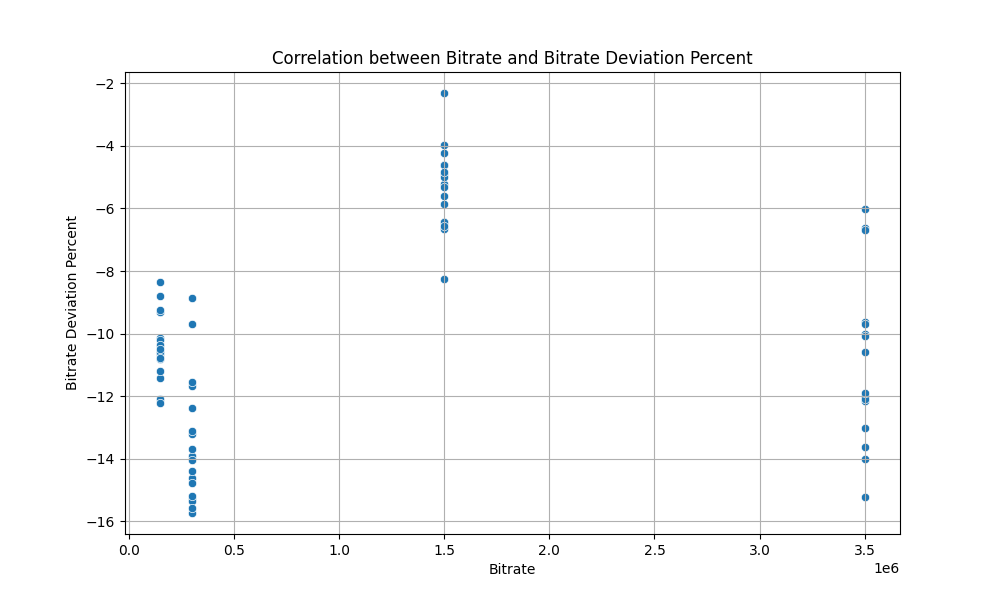 Correlation between Bitrate and Bitrate Deviation Percent
Bitrate Deviation Percent
−2
−4
−6
−8
−10
−12
−14
−16
0.0 0.5 1.0 1.5 2.0 2.5 3.0 3.5
1e6
Bitrate